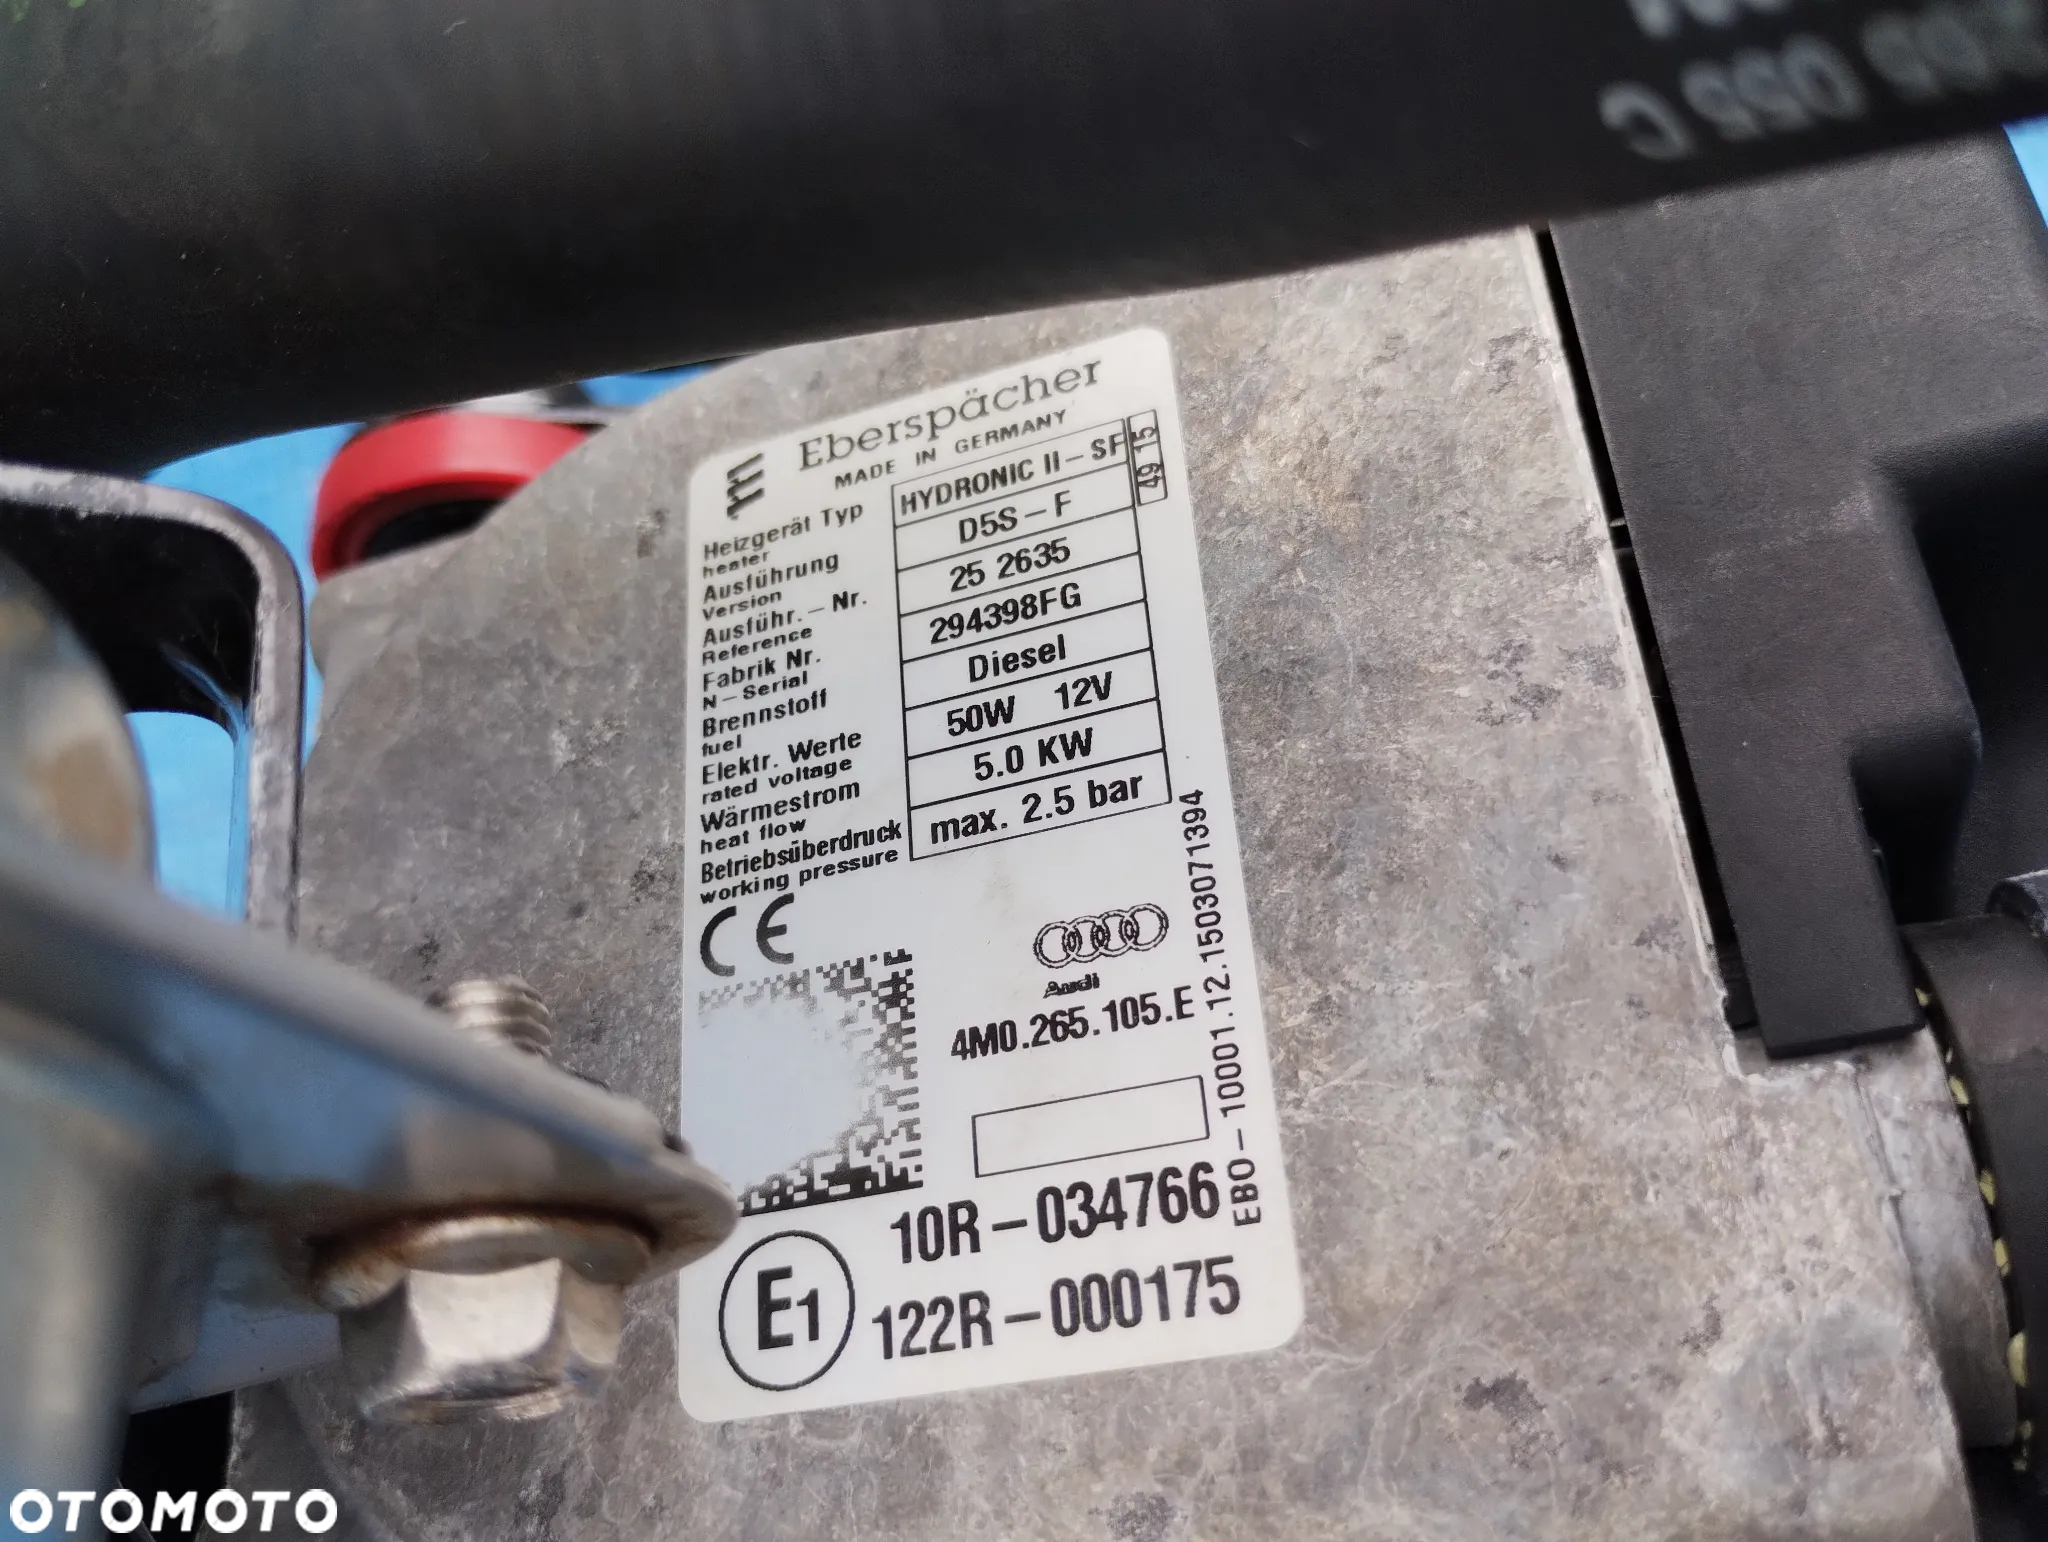 055 C
Eberspächer
MADE IN GERMANY
Heizgerät Typ HYDRONIC II – SF 49 15
heater
Ausführung D5S – F
Version
Ausführ. – Nr. 25 2635
Reference
Fabrik Nr. 294398FG
N – Serial
Brennstoff Diesel
fuel
Elektr. Werte 50W 12V
rated voltage
Wärmestrom 5.0 KW
heat flow
Betriebsüberdruck max. 2.5 bar
working pressure
CE
Audi
4M0.265.105.E
EBO – 10001.12.1503071394
10R – 034766
E1
122R – 000175
OTOMOTO